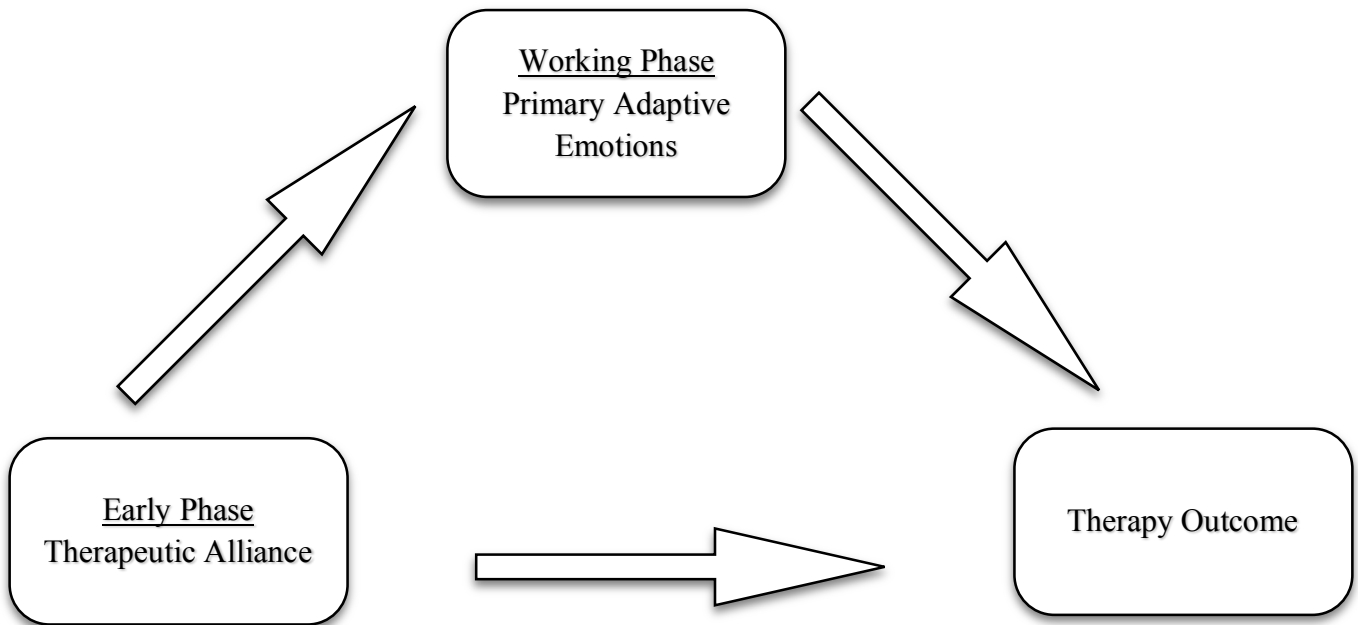 Working Phase
Primary Adaptive
Emotions
Early Phase
Therapeutic Alliance
Therapy Outcome